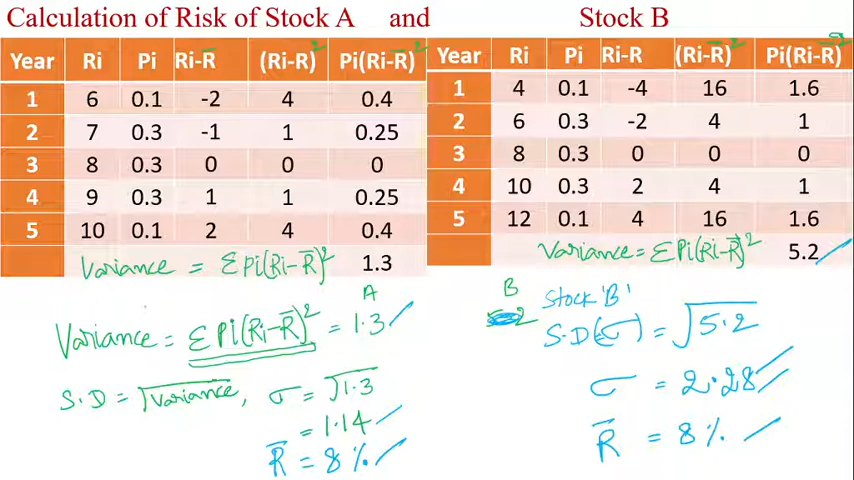 Calculation of Risk of Stock A and Stock B
Year Ri Pi Ri-R̅ (Ri-R̅)² Pi(Ri-R̅)²
1 6 0.1 -2 4 0.4
2 7 0.3 -1 1 0.25
3 8 0.3 0 0 0
4 9 0.3 1 1 0.25
5 10 0.1 2 4 0.4
Variance = ΣPi(Ri-R̅)² 1.3
Year Ri Pi Ri-R (Ri-R̅)² Pi(Ri-R̅)²
1 4 0.1 -4 16 1.6
2 6 0.3 -2 4 1
3 8 0.3 0 0 0
4 10 0.3 2 4 1
5 12 0.1 4 16 1.6
Variance = ΣPi(Ri-R̅)² 5.2
A
Variance = ΣPi(Ri-R̅)² = 1.3
S.D = √variance, σ = √1.3
= 1.14
R̅ = 8%
B
2
Stock 'B'
S.D(σ) = √5.2
σ = 2.28
R̅ = 8%